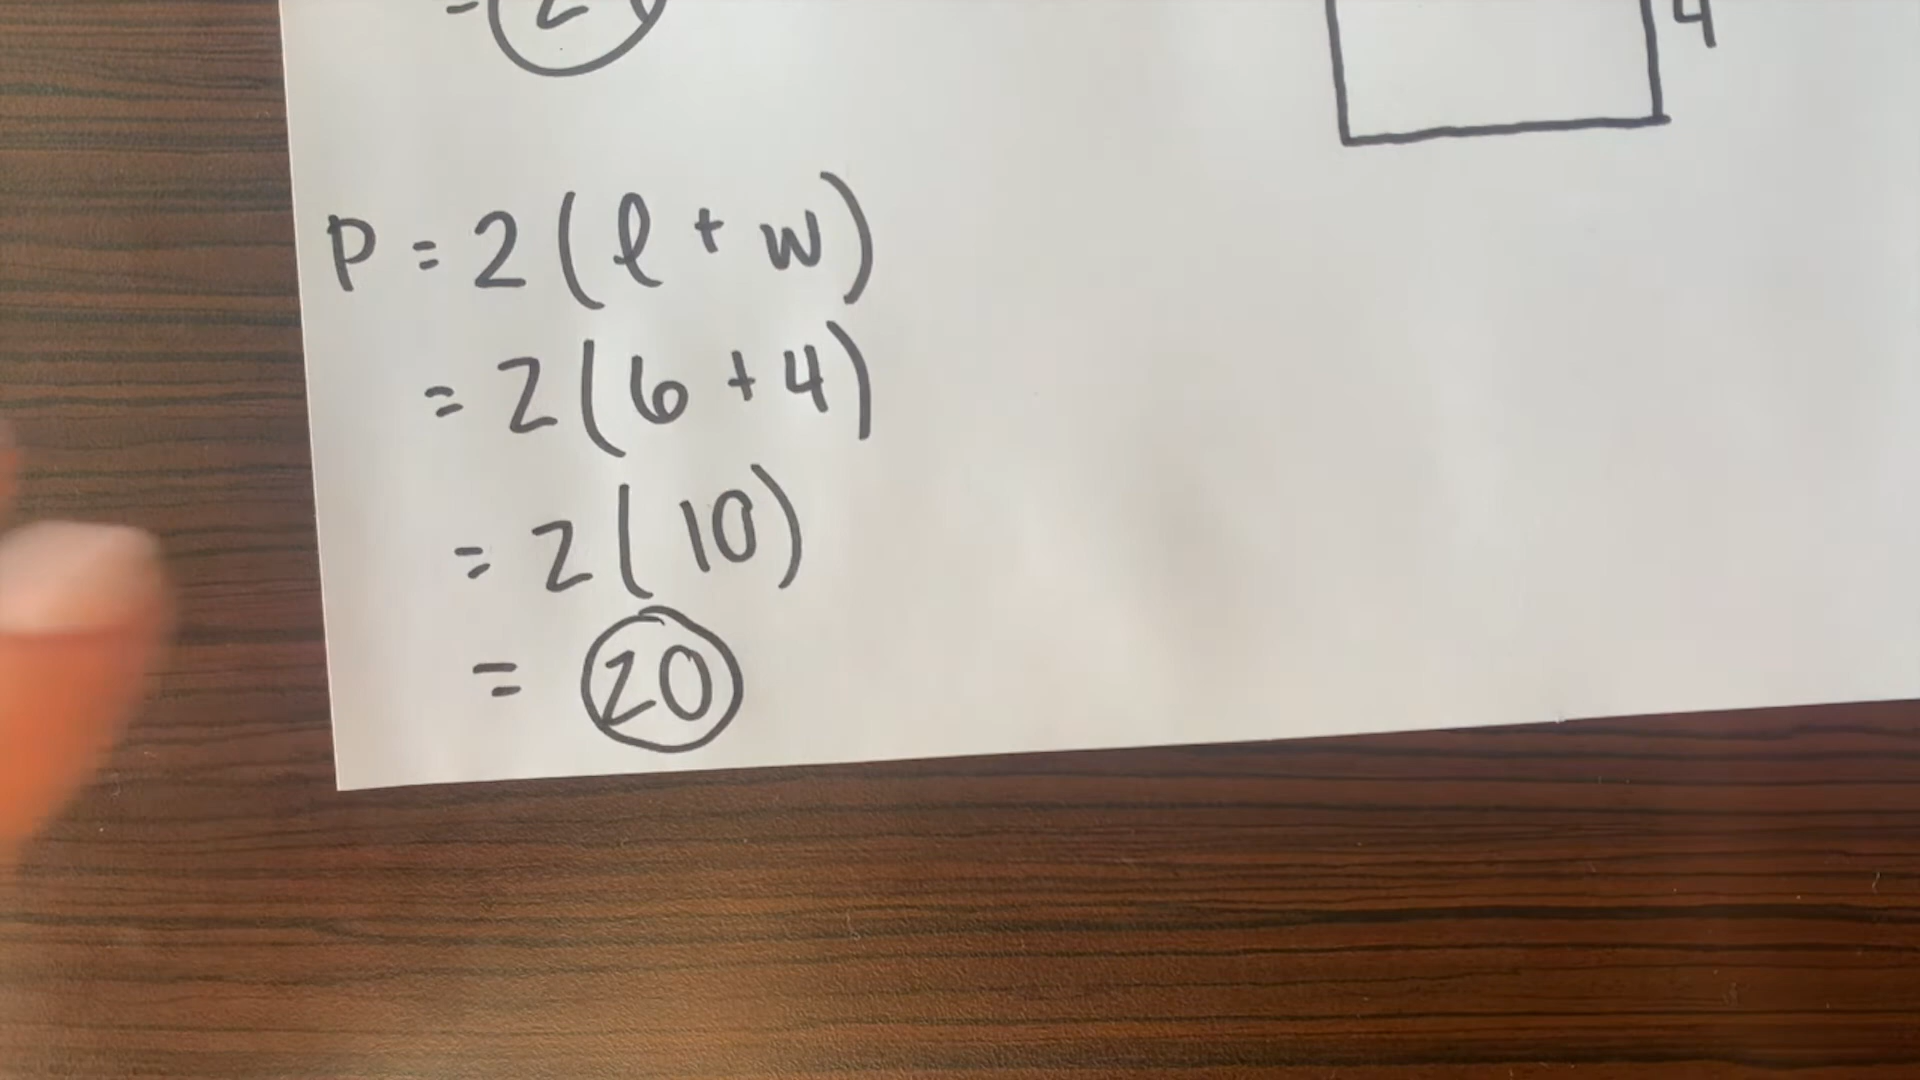 4
P = 2 ( l + w )
= 2 ( 6 + 4 )
= 2 ( 10 )
= 20